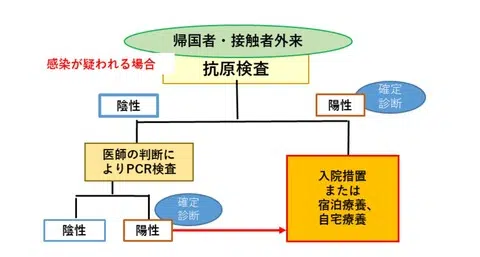 帰国者・接触者外来
感染が疑われる場合
抗原検査
陰性
陽性
確定
診断
医師の判断に
よりPCR検査
入院措置
または
宿泊療養、
自宅療養
確定
診断
陰性
陽性